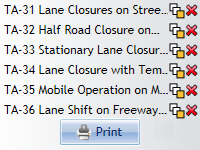 TA-31 Lane Closures on Stree...
TA-32 Half Road Closure on...
TA-33 Stationary Lane Closur...
TA-34 Lane Closure with Tem...
TA-35 Mobile Operation on M...
TA-36 Lane Shift on Freeway...
Print